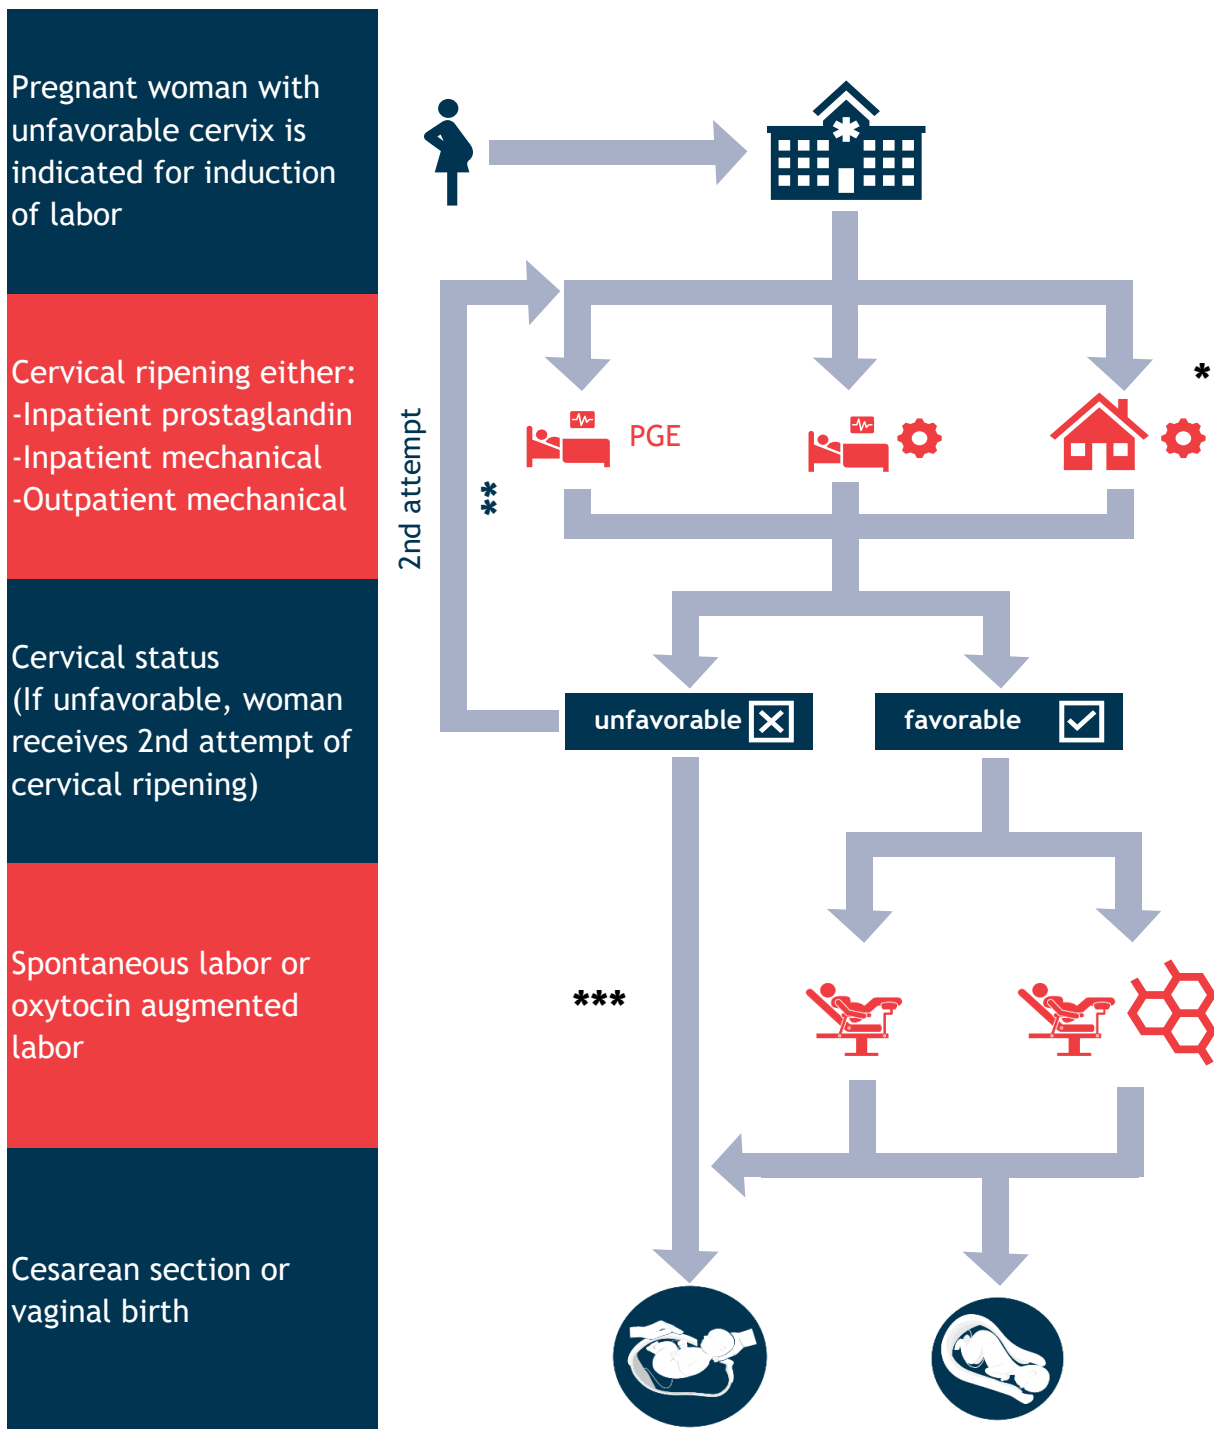 Pregnant woman with
unfavorable cervix is
indicated for induction
of labor
Cervical ripening either:
-Inpatient prostaglandin
-Inpatient mechanical
-Outpatient mechanical
*
PGE
2nd attempt
**
Cervical status
(If unfavorable, woman
receives 2nd attempt of
cervical ripening)
unfavorable
favorable
Spontaneous labor or
oxytocin augmented
labor
***
Cesarean section or
vaginal birth